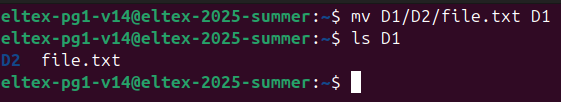 eltex-pg1-v14@eltex-2025-summer:~$ mv D1/D2/file.txt D1
eltex-pg1-v14@eltex-2025-summer:~$ ls D1
D2  file.txt
eltex-pg1-v14@eltex-2025-summer:~$